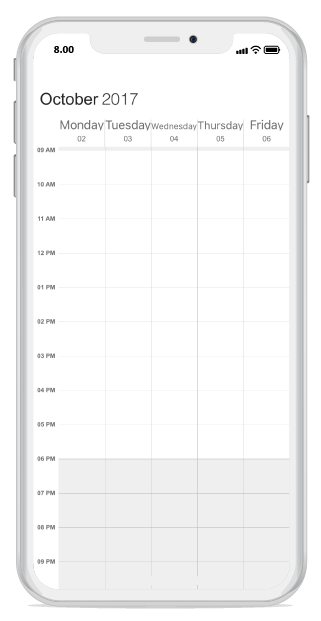 8.00
October 2017
Monday Tuesday Wednesday Thursday Friday
02 03 04 05 06
09 AM
10 AM
11 AM
12 PM
01 PM
02 PM
03 PM
04 PM
05 PM
06 PM
07 PM
08 PM
09 PM